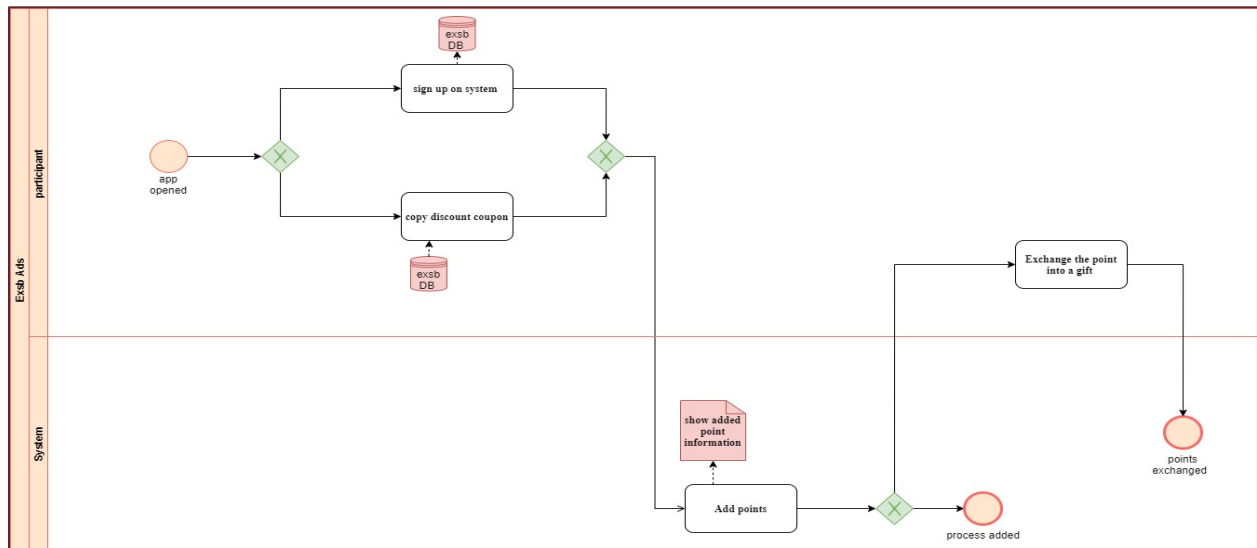 Exsb Ads
participant
System
app
opened
exsb
DB
sign up on system
copy discount coupon
exsb
DB
Exchange the point
into a gift
show added
point
information
Add points
process added
points
exchanged